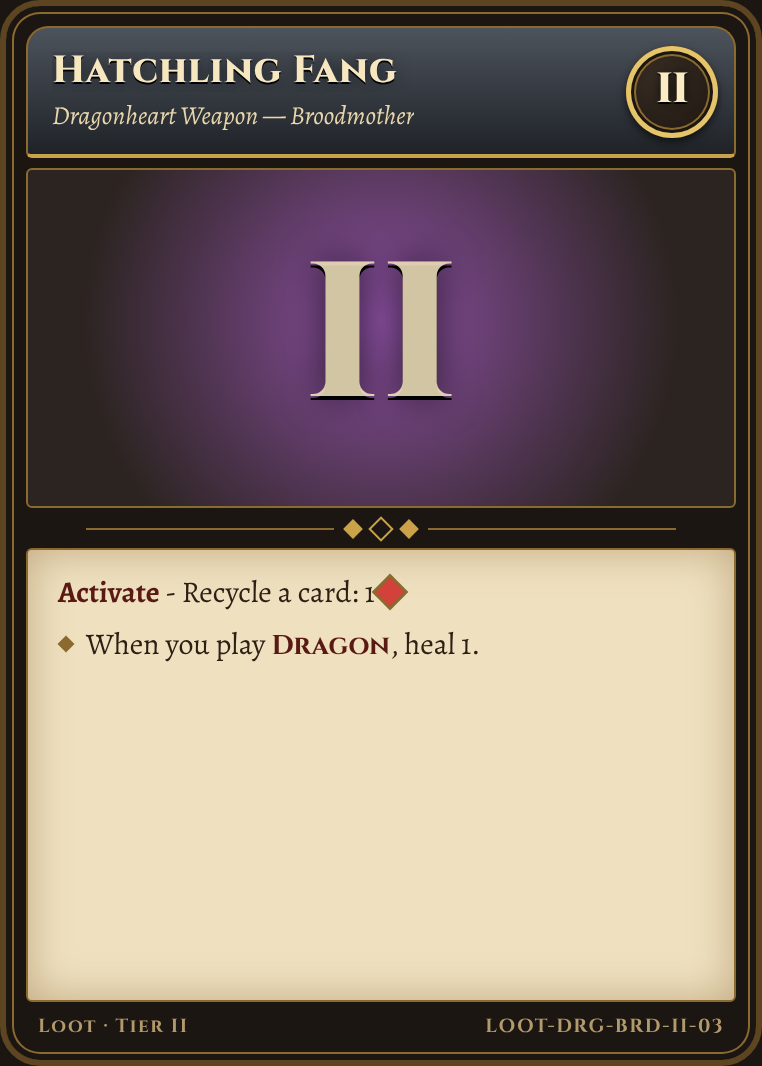 Hatchling Fang
Dragonheart Weapon — Broodmother
II
II
Activate - Recycle a card: 1
When you play Dragon, heal 1.
Loot · Tier II
LOOT-DRG-BRD-II-03